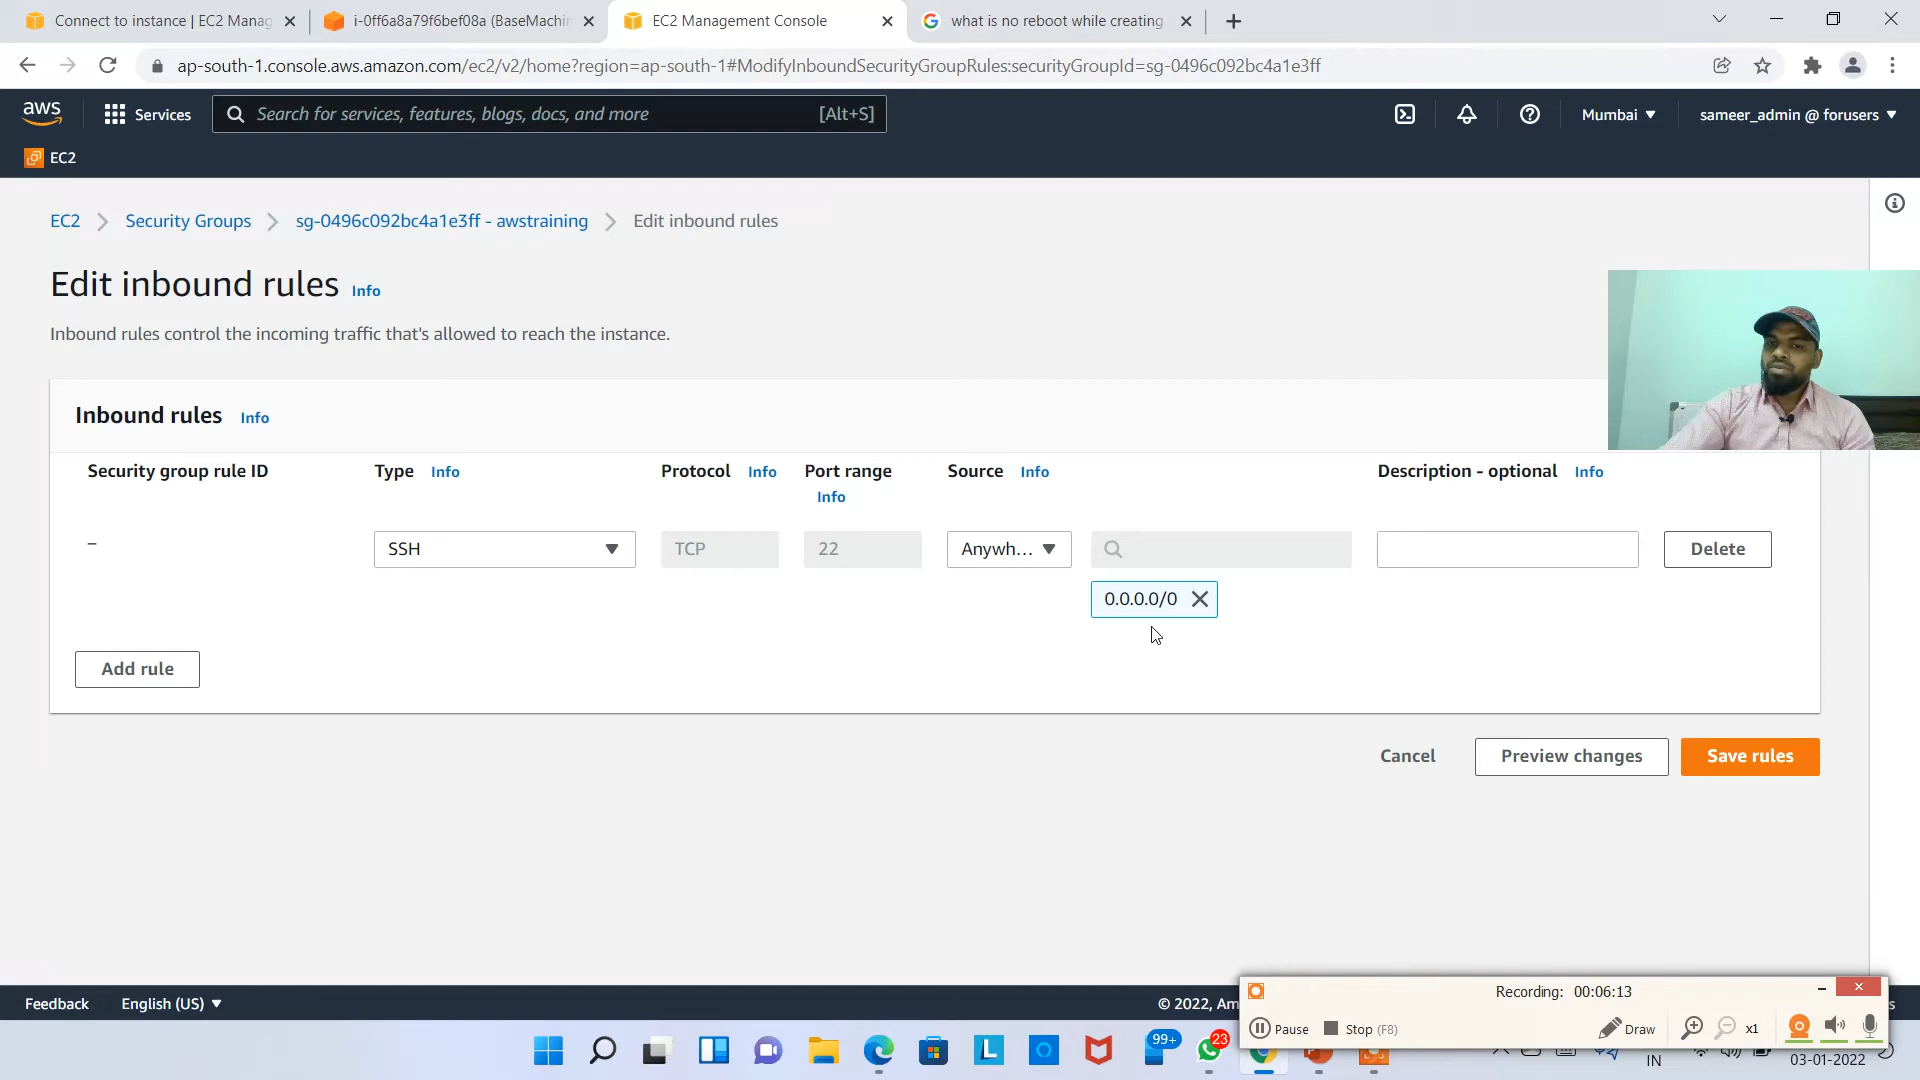 Connect to instance | EC2 Manag
i-0ff6a8a79f6bef08a (BaseMachin
EC2 Management Console
what is no reboot while creating
ap-south-1.console.aws.amazon.com/ec2/v2/home?region=ap-south-1#ModifyInboundSecurityGroupRules:securityGroupId=sg-0496c092bc4a1e3ff
aws
Services
Search for services, features, blogs, docs, and more
[Alt+S]
Mumbai
sameer_admin @ forusers
EC2
EC2
Security Groups
sg-0496c092bc4a1e3ff - awstraining
Edit inbound rules
Edit inbound rules Info
Inbound rules control the incoming traffic that's allowed to reach the instance.
Inbound rules Info
Security group rule ID
Type Info
Protocol Info
Port range
Info
Source Info
Description - optional Info
–
SSH
TCP
22
Anywh...
Delete
0.0.0.0/0
Add rule
Cancel
Preview changes
Save rules
Feedback
English (US)
© 2022, Am
Recording: 00:06:13
Pause
Stop (F8)
Draw
x1
99+
23
L
IN
03-01-2022